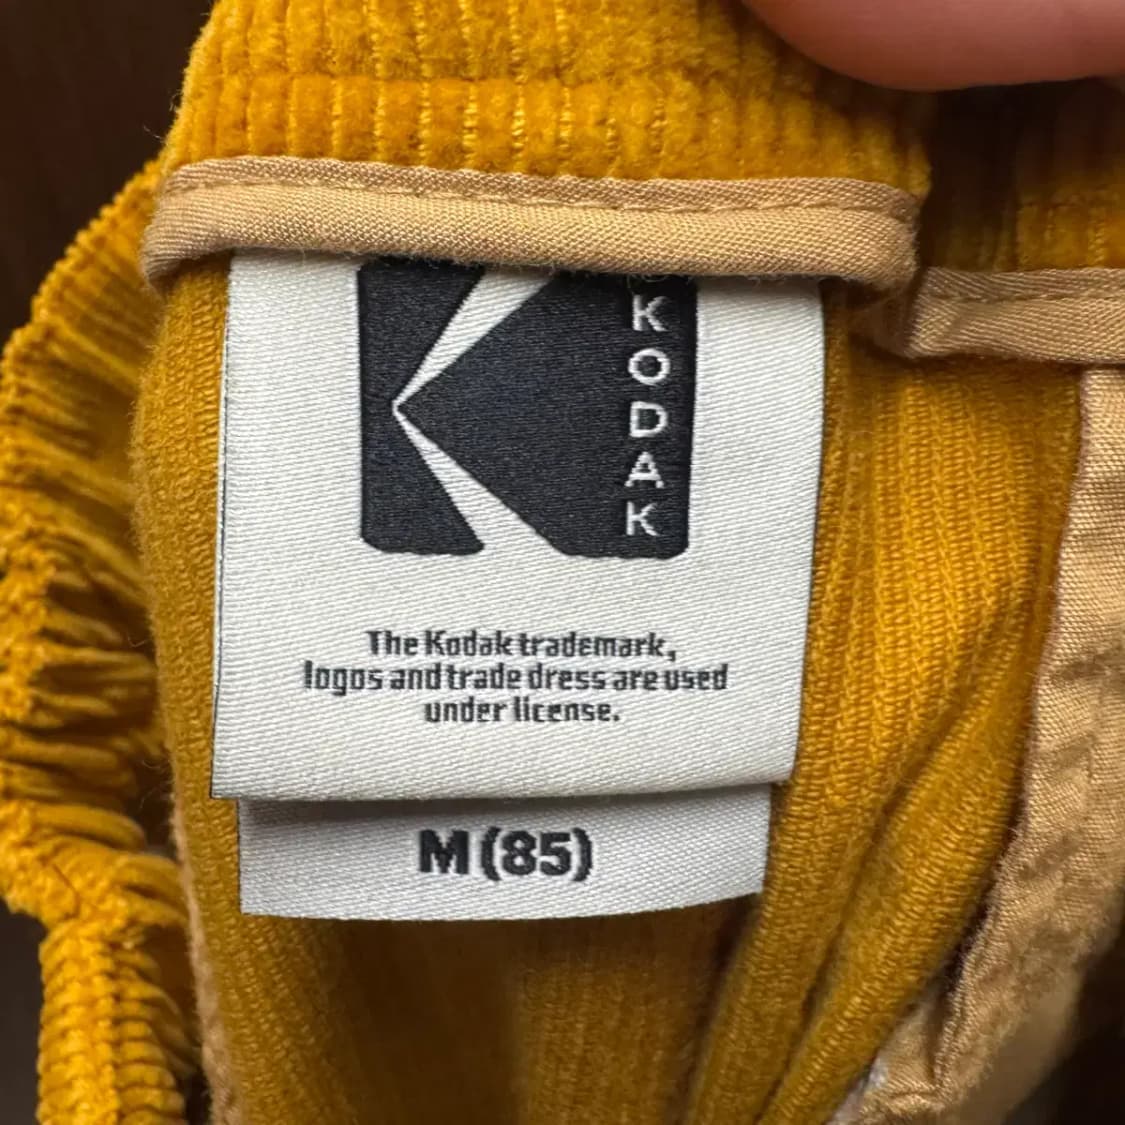 KODAK
The Kodak trademark,
logos and trade dress are used
under license.
M (85)